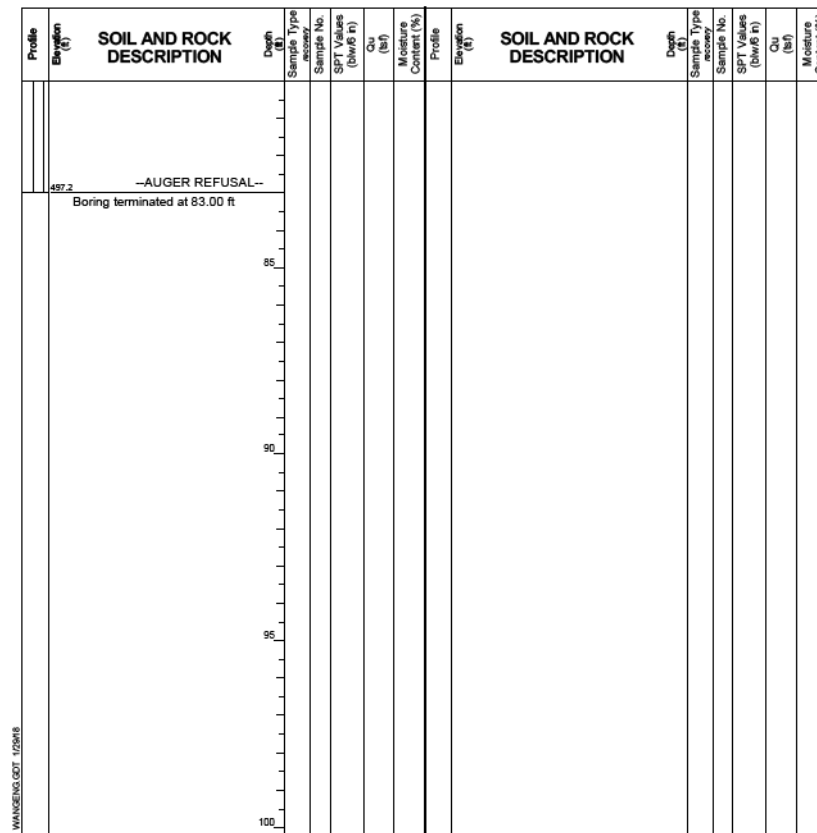 Profile
Elevation
(ft)
SOIL AND ROCK
DESCRIPTION
Depth
(ft)
Sample Type
recovery
Sample No.
SPT Values
(blw/6 in)
Qu
(tsf)
Moisture
Content (%)
Profile
Elevation
(ft)
SOIL AND ROCK
DESCRIPTION
Depth
(ft)
Sample Type
recovery
Sample No.
SPT Values
(blw/6 in)
Qu
(tsf)
Moisture
497.2
--AUGER REFUSAL--
Boring terminated at 83.00 ft
85
90
95
100
WANGENG.GDT 1/29/18